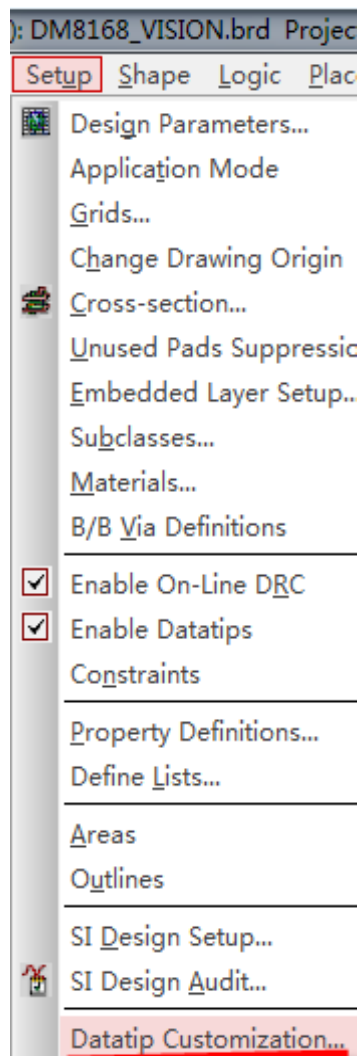 ): DM8168_VISION.brd Projec
Setup Shape Logic Plac
Design Parameters...
Application Mode
Grids...
Change Drawing Origin
Cross-section...
Unused Pads Suppressio
Embedded Layer Setup...
Subclasses...
Materials...
B/B Via Definitions
Enable On-Line DRC
Enable Datatips
Constraints
Property Definitions...
Define Lists...
Areas
Outlines
SI Design Setup...
SI Design Audit...
Datatip Customization...